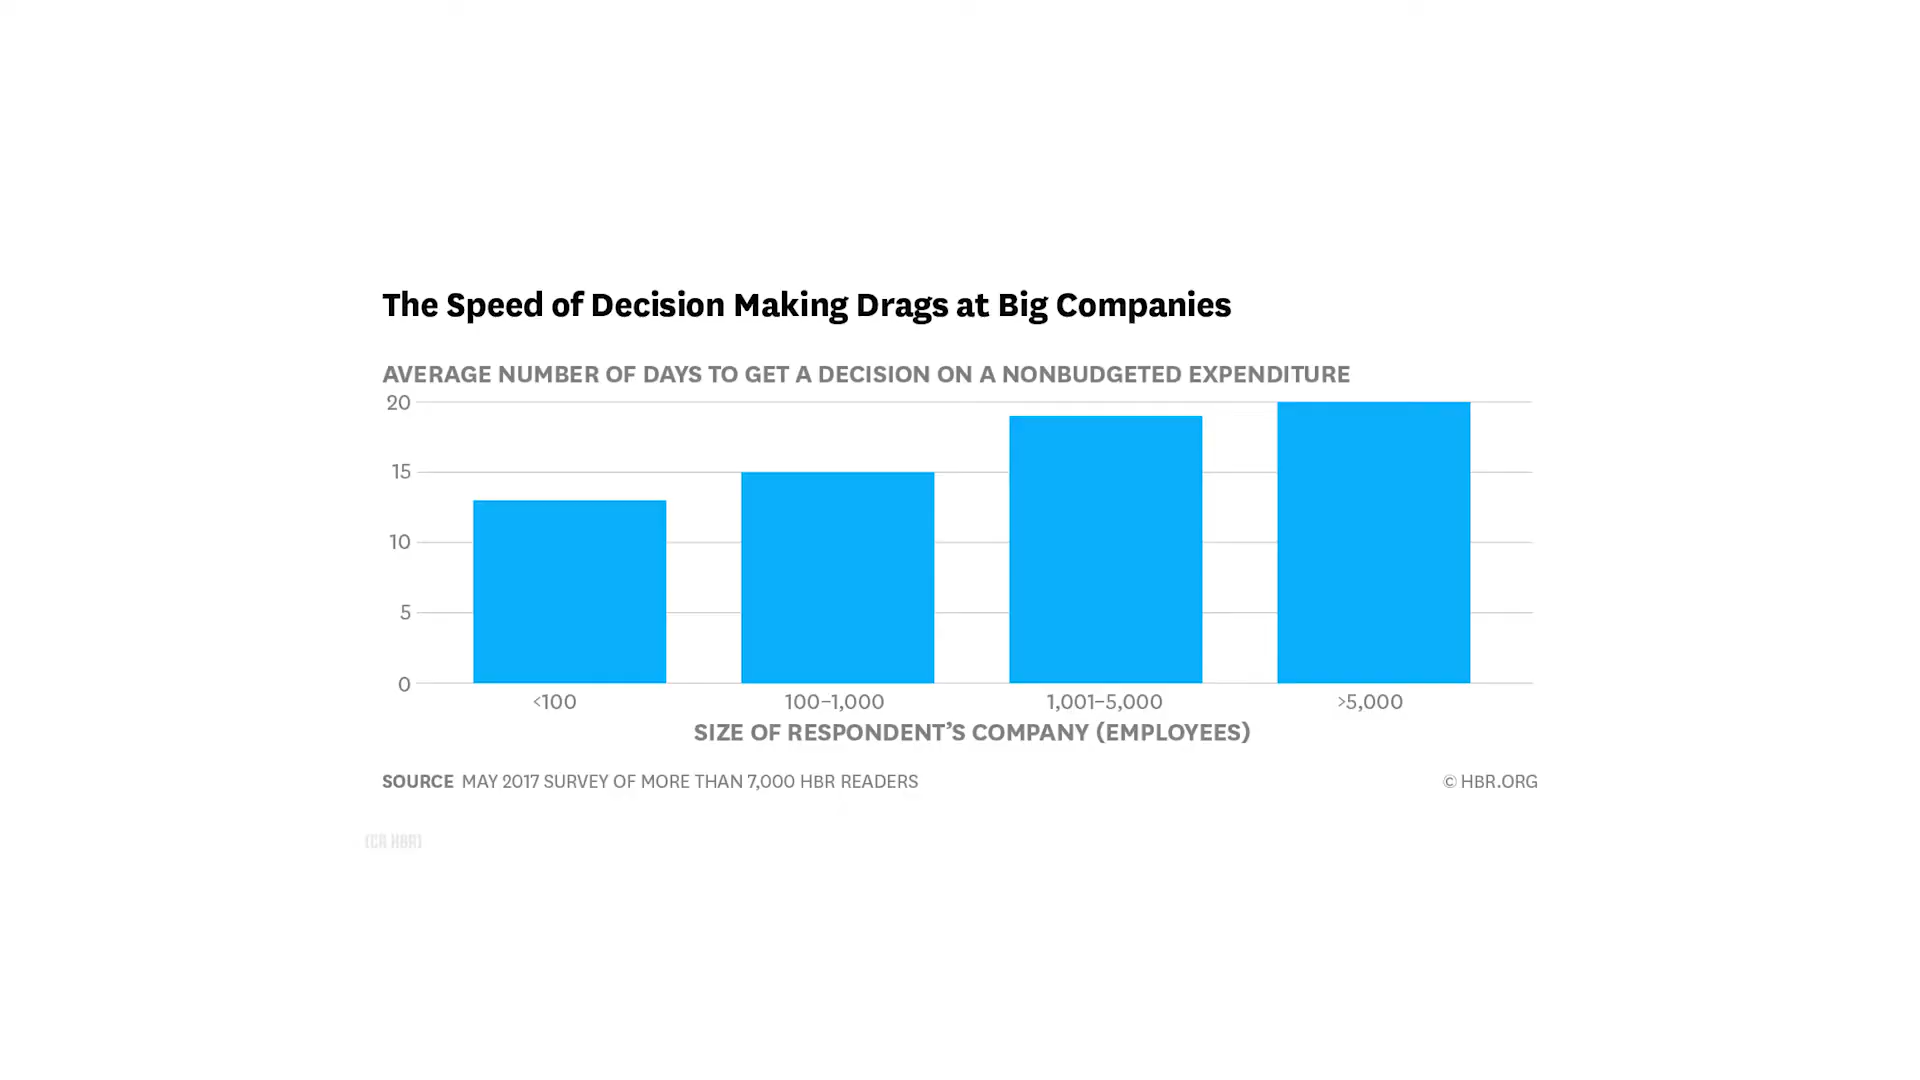 The Speed of Decision Making Drags at Big Companies
AVERAGE NUMBER OF DAYS TO GET A DECISION ON A NONBUDGETED EXPENDITURE
20
15
10
5
0
<100
100–1,000
1,001–5,000
>5,000
SIZE OF RESPONDENT’S COMPANY (EMPLOYEES)
SOURCE MAY 2017 SURVEY OF MORE THAN 7,000 HBR READERS
© HBR.ORG
(CR HBR)